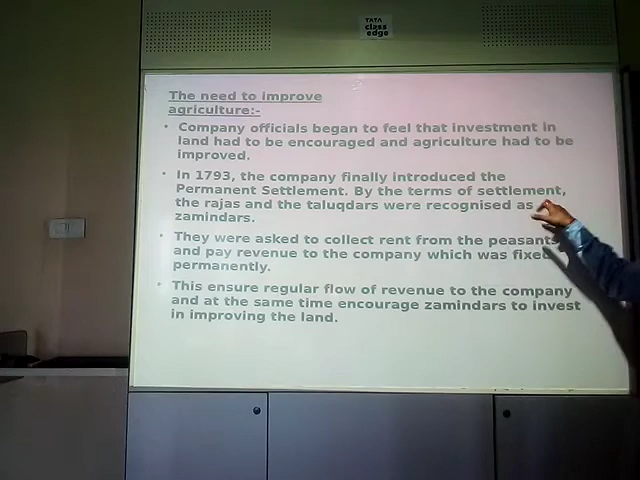 TATA
class
edge
The need to improve
agriculture:-
• Company officials began to feel that investment in
land had to be encouraged and agriculture had to be
improved.
• In 1793, the company finally introduced the
Permanent Settlement. By the terms of settlement,
the rajas and the taluqdars were recognised as
zamindars.
• They were asked to collect rent from the peasants
and pay revenue to the company which was fixed
permanently.
• This ensure regular flow of revenue to the company
and at the same time encourage zamindars to invest
in improving the land.